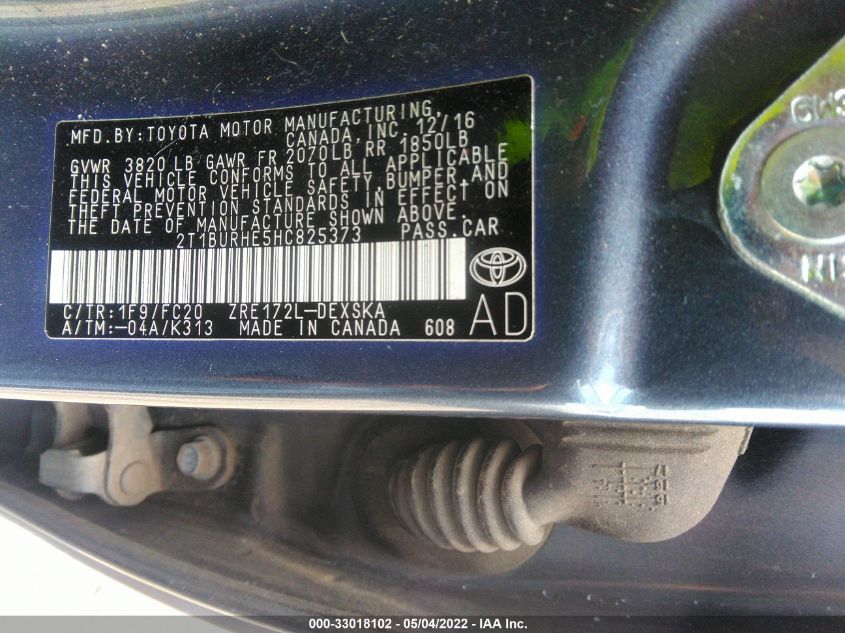 MFD.BY:TOYOTA MOTOR MANUFACTURING
CANADA,INC. 12/16
GVWR 3820 LB GAWR FR 2070LB RR 1850LB
THIS VEHICLE CONFORMS TO ALL APPLICABLE
FEDERAL MOTOR VEHICLE SAFETY,BUMPER,AND
THEFT PREVENTION STANDARDS IN EFFECT ON
THE DATE OF MANUFACTURE SHOWN ABOVE.
2T1BURHE5HC825373 PASS.CAR
C/TR:1F9/FC20 ZRE172L-DEXSKA
A/TM:-04A/K313 MADE IN CANADA 608
AD
000-33018102 - 05/04/2022 - IAA Inc.